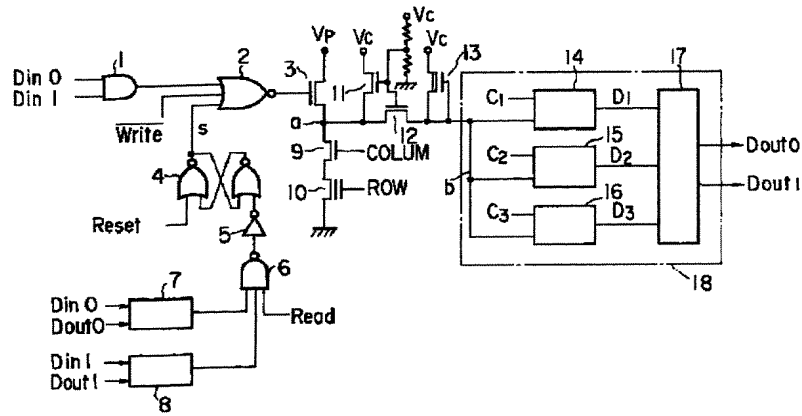 Vc
1 2 3 VP Vc Vc 13 14 17
Din 0
Din 1
11
C1 D1
Write
S a 12
Dout0
9 COLUM
15
C2 D2
4
b
Dout1
10 ROW
16
Reset
C3 D3
5
6
18
7
Din 0
Dout0
Read
Din 1
Dout1
8